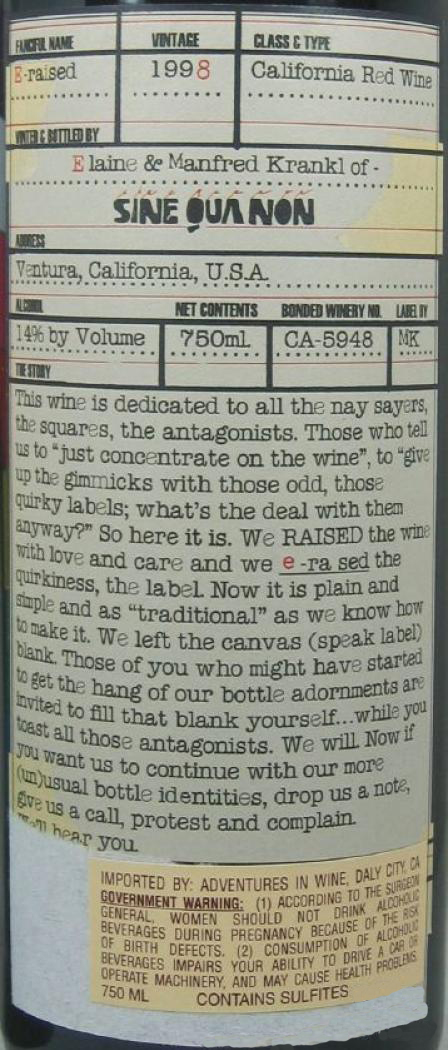 FANCIFUL NAME VINTAGE CLASS & TYPE
E-raised 1998 California Red Wine
VINTED & BOTTLED BY
Elaine & Manfred Krankl of -
SINE QUA NON
ADDRESS
Ventura, California, U.S.A.
ALCOHOL NET CONTENTS BONDED WINERY NO. LABEL BY
14% by Volume 750ml CA-5948 MK
THE STORY
This wine is dedicated to all the nay sayers,
the squares, the antagonists. Those who tell
us to "just concentrate on the wine", to "give
up the gimmicks with those odd, those
quirky labels; what's the deal with them
anyway?" So here it is. We RAISED the wine
with love and care and we e -ra sed the
quirkiness, the label. Now it is plain and
simple and as "traditional" as we know how
to make it. We left the canvas (speak label)
blank. Those of you who might have started
to get the hang of our bottle adornments are
invited to fill that blank yourself...while you
toast all those antagonists. We will. Now if
you want us to continue with our more
(un)usual bottle identities, drop us a note,
give us a call, protest and complain.
We'll hear you.
IMPORTED BY: ADVENTURES IN WINE, DALY CITY, CA
GOVERNMENT WARNING: (1) ACCORDING TO THE SURGEON
GENERAL, WOMEN SHOULD NOT DRINK ALCOHOLIC
BEVERAGES DURING PREGNANCY BECAUSE OF THE RISK
OF BIRTH DEFECTS. (2) CONSUMPTION OF ALCOHOLIC
BEVERAGES IMPAIRS YOUR ABILITY TO DRIVE A CAR OR
OPERATE MACHINERY, AND MAY CAUSE HEALTH PROBLEMS.
750 ML CONTAINS SULFITES